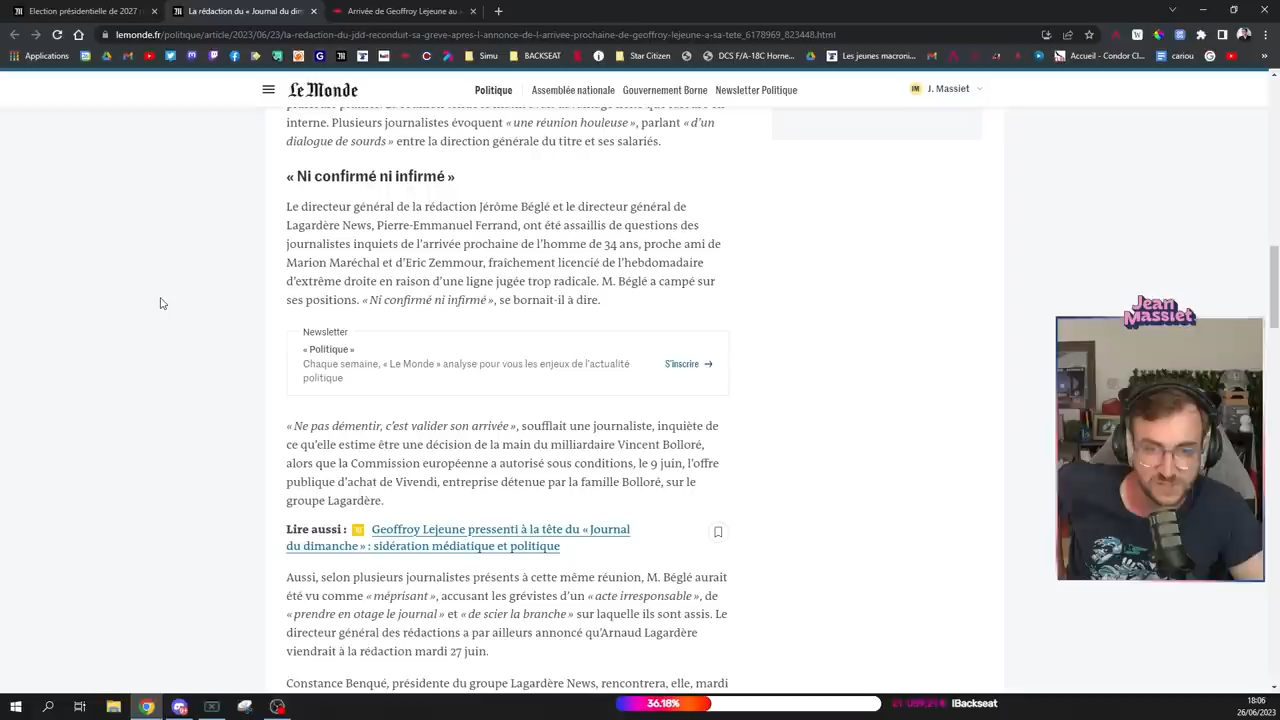 Election présidentielle de 2027 :
La rédaction du « Journal du dim
Arrivée de Geoffroy Lejeune au «
lemonde.fr/politique/article/2023/06/23/la-redaction-du-jdd-reconduit-sa-greve-apres-l-annonce-de-l-arrivee-prochaine-de-geoffroy-lejeune-a-sa-tete_6178969_823448.html
Applications
Simu
BACKSEAT
Star Citizen
DCS F/A-18C Horne...
Les jeunes macroni...
Accueil - Condor Cl...
cariou
Le Monde
Politique
Assemblée nationale
Gouvernement Borne
Newsletter Politique
J. Massiet
interne. Plusieurs journalistes évoquent « une réunion houleuse », parlant « d’un
dialogue de sourds » entre la direction générale du titre et ses salariés.
« Ni confirmé ni infirmé »
Le directeur général de la rédaction Jérôme Béglé et le directeur général de
Lagardère News, Pierre-Emmanuel Ferrand, ont été assaillis de questions des
journalistes inquiets de l’arrivée prochaine de l’homme de 34 ans, proche ami de
Marion Maréchal et d’Eric Zemmour, fraîchement licencié de l’hebdomadaire
d’extrême droite en raison d’une ligne jugée trop radicale. M. Béglé a campé sur
ses positions. « Ni confirmé ni infirmé », se bornait-il à dire.
Newsletter
« Politique »
Chaque semaine, « Le Monde » analyse pour vous les enjeux de l’actualité
politique
S’inscrire →
« Ne pas démentir, c’est valider son arrivée », soufflait une journaliste, inquiète de
ce qu’elle estime être une décision de la main du milliardaire Vincent Bolloré,
alors que la Commission européenne a autorisé sous conditions, le 9 juin, l’offre
publique d’achat de Vivendi, entreprise détenue par la famille Bolloré, sur le
groupe Lagardère.
Lire aussi : Geoffroy Lejeune pressenti à la tête du « Journal
du dimanche » : sidération médiatique et politique
Aussi, selon plusieurs journalistes présents à cette même réunion, M. Béglé aurait
été vu comme « méprisant », accusant les grévistes d’un « acte irresponsable », de
« prendre en otage le journal » et « de scier la branche » sur laquelle ils sont assis. Le
directeur général des rédactions a par ailleurs annoncé qu’Arnaud Lagardère
viendrait à la rédaction mardi 27 juin.
Constance Benqué, présidente du groupe Lagardère News, rencontrera, elle, mardi
Jean
Massiet
36.18%
!Backseat
18:06
26/06/2023